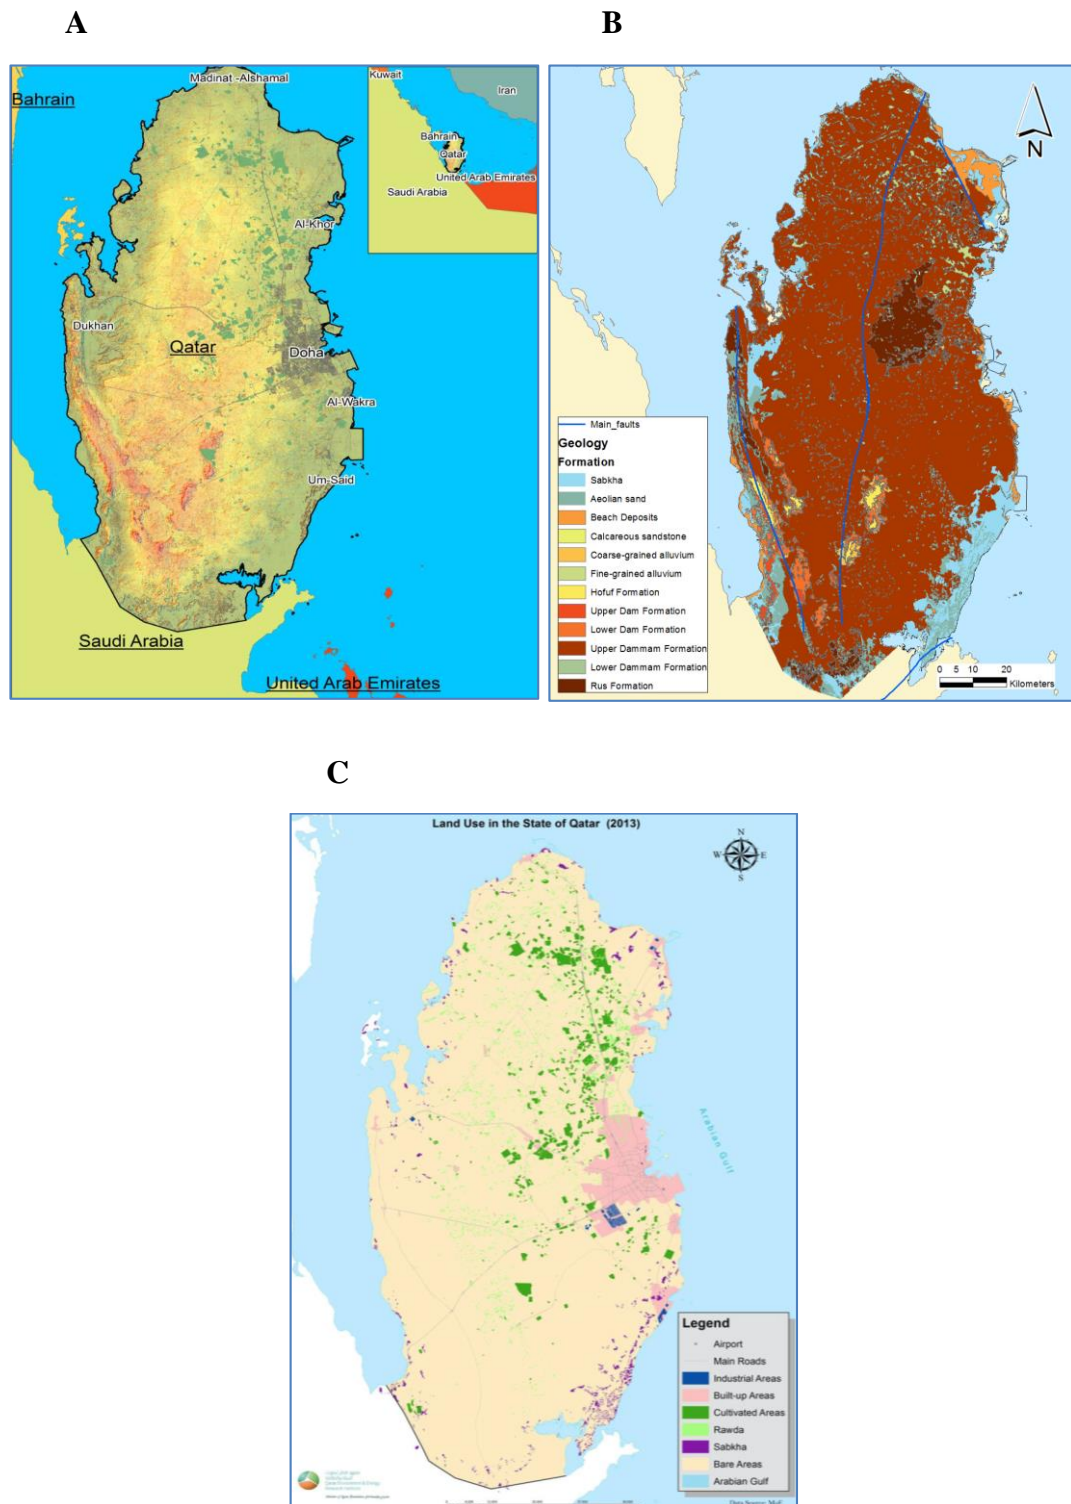 A
B
Madinat -Alshamal
Bahrain
Kuwait
Iran
Bahrain
Qatar
United Arab Emirates
Saudi Arabia
Al-Khor
Dukhan
Qatar
Doha
Al-Wakra
Um-Said
Saudi Arabia
United Arab Emirates
N
Main_faults
Geology
Formation
Sabkha
Aeolian sand
Beach Deposits
Calcareous sandstone
Coarse-grained alluvium
Fine-grained alluvium
Hofuf Formation
Upper Dam Formation
Lower Dam Formation
Upper Dammam Formation
Lower Dammam Formation
Rus Formation
0 5 10 20
Kilometers
C
Land Use in the State of Qatar (2013)
N
W E
S
Arabian Gulf
Legend
Airport
Main Roads
Industrial Areas
Built-up Areas
Cultivated Areas
Rawda
Sabkha
Bare Areas
Arabian Gulf